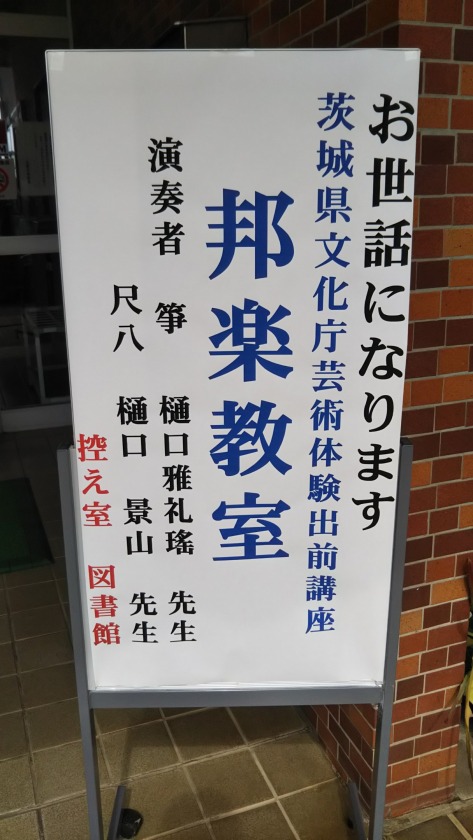 お世話になります
茨城県文化庁芸術体験出前講座
邦楽教室
演奏者 箏 樋口雅礼瑤 先生
尺八 樋口 景山 先生
控え室 図書館